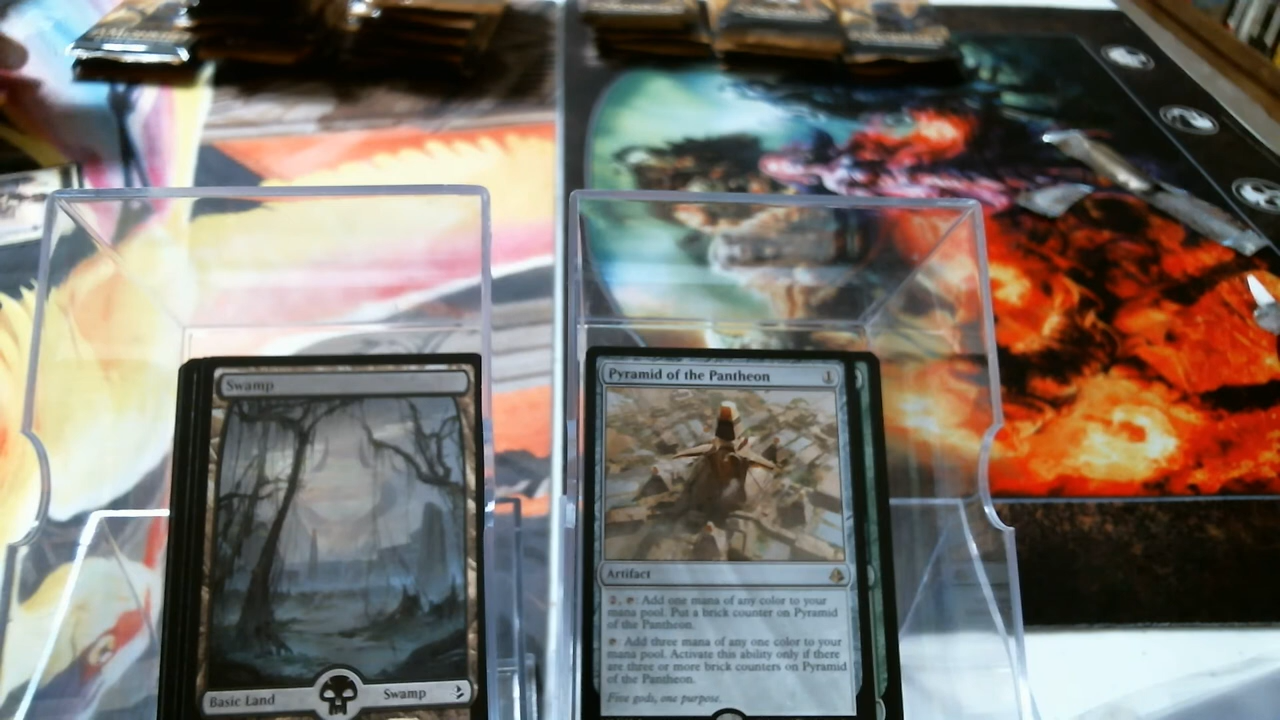 Swamp
Basic Land
Swamp
Pyramid of the Pantheon 1
Artifact
2, : Add one mana of any color to your
mana pool. Put a brick counter on Pyramid
of the Pantheon.
: Add three mana of any one color to your
mana pool. Activate this ability only if there
are three or more brick counters on Pyramid
of the Pantheon.
Five gods, one purpose.